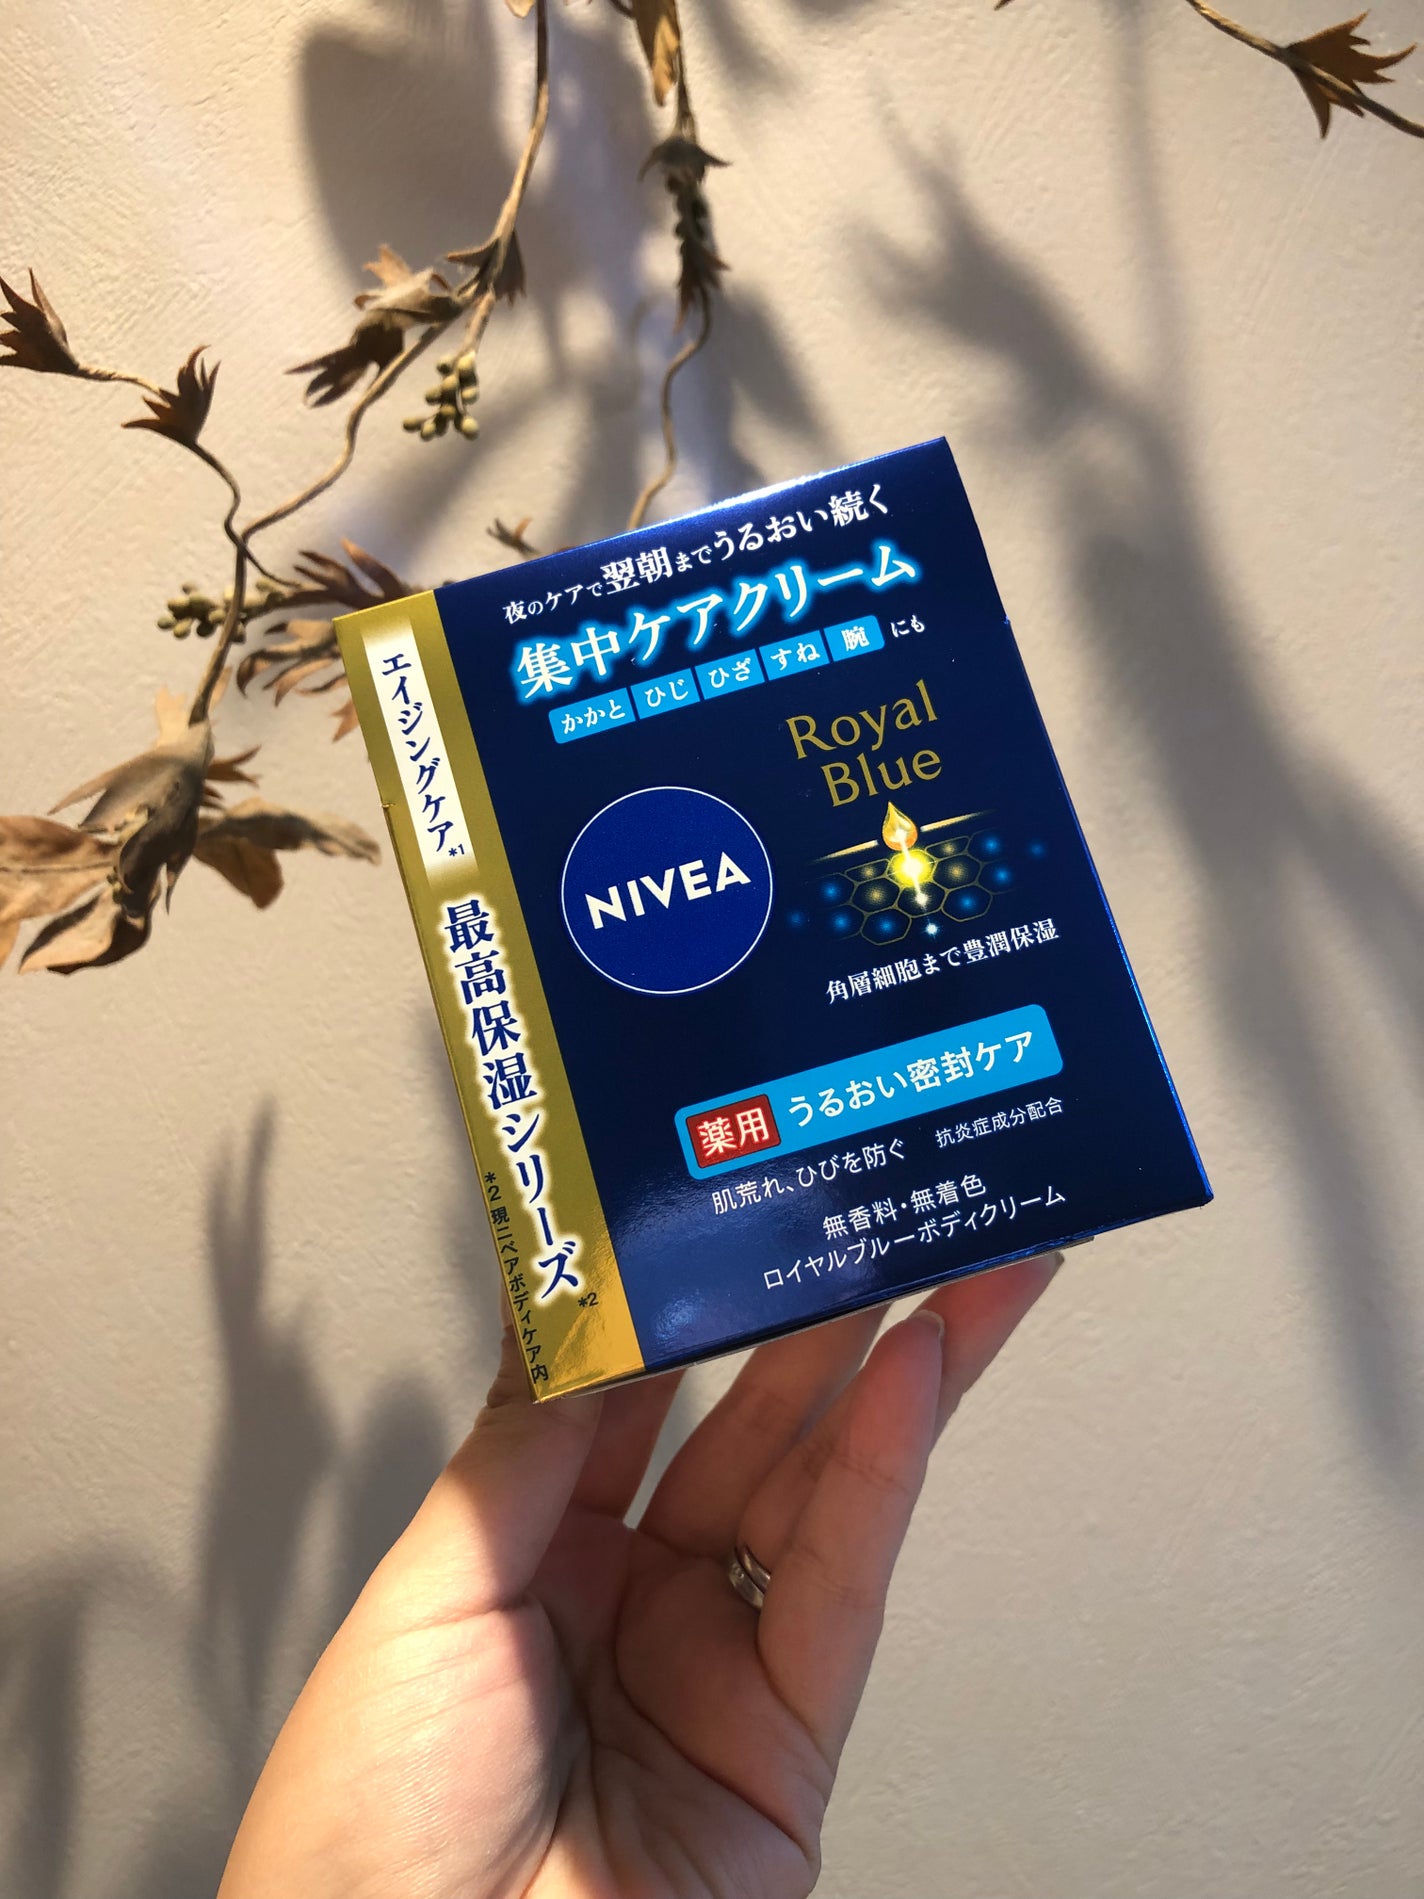 夜のケアで翌朝までうるおい続く
集中ケアクリーム
かかと ひじ ひざ すね 腕 にも
Royal
Blue
NIVEA
角層細胞まで豊潤保湿
薬用 うるおい密封ケア
肌荒れ、ひびを防ぐ 抗炎症成分配合
無香料・無着色
ロイヤルブルーボディクリーム
エイジングケア*1
最高保湿シリーズ*2
*2 現ニベアボディケア内